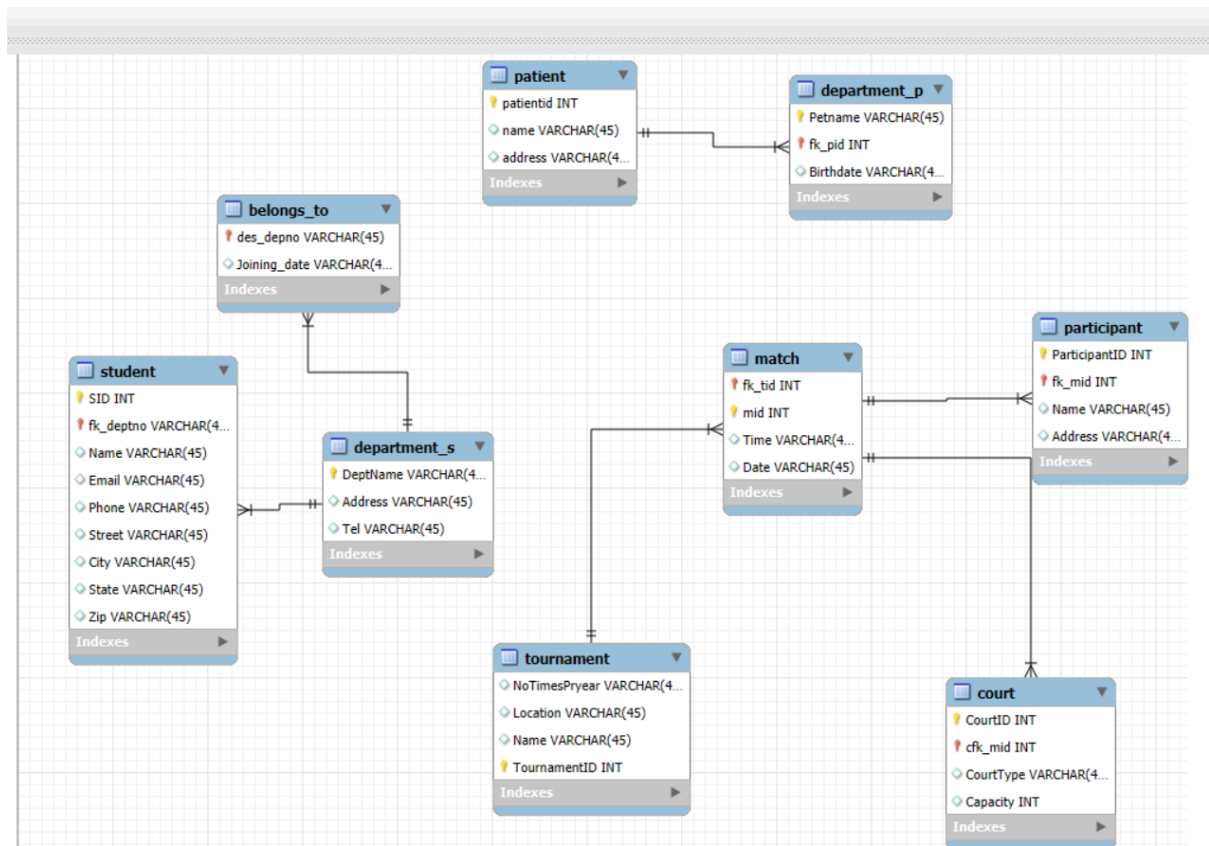 patient
patientid INT
name VARCHAR(45)
address VARCHAR(4...
Indexes
department_p
Petname VARCHAR(45)
fk_pid INT
Birthdate VARCHAR(4...
Indexes
belongs_to
des_depno VARCHAR(45)
Joining_date VARCHAR(4...
Indexes
student
SID INT
fk_deptno VARCHAR(4...
Name VARCHAR(45)
Email VARCHAR(45)
Phone VARCHAR(45)
Street VARCHAR(45)
City VARCHAR(45)
State VARCHAR(45)
Zip VARCHAR(45)
Indexes
department_s
DeptName VARCHAR(4...
Address VARCHAR(45)
Tel VARCHAR(45)
Indexes
match
fk_tid INT
mid INT
Time VARCHAR(4...
Date VARCHAR(45)
Indexes
participant
ParticipantID INT
fk_mid INT
Name VARCHAR(45)
Address VARCHAR(4...
Indexes
tournament
NoTimesPryear VARCHAR(4...
Location VARCHAR(45)
Name VARCHAR(45)
TournamentID INT
Indexes
court
CourtID INT
cfk_mid INT
CourtType VARCHAR(4...
Capacity INT
Indexes